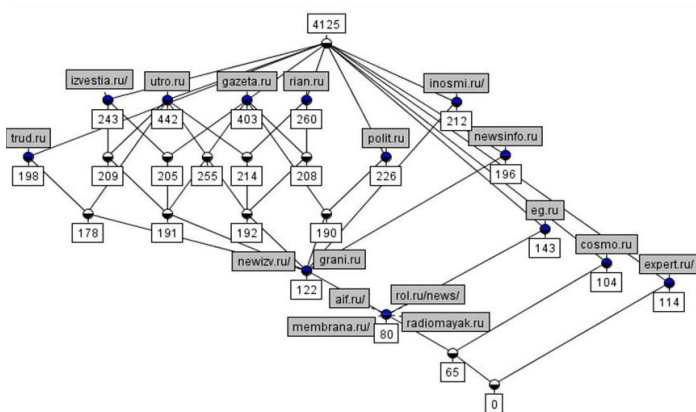 4125
izvestia.ru/
utro.ru
gazeta.ru
rian.ru
inosmi.ru/
243
442
403
260
212
trud.ru
polit.ru
newsinfo.ru
198
209
205
255
214
208
226
196
eg.ru
178
191
192
190
143
cosmo.ru
newizv.ru/
grani.ru
expert.ru/
122
104
aif.ru/
rol.ru/news/
114
membrana.ru/
80
radiomayak.ru
65
0